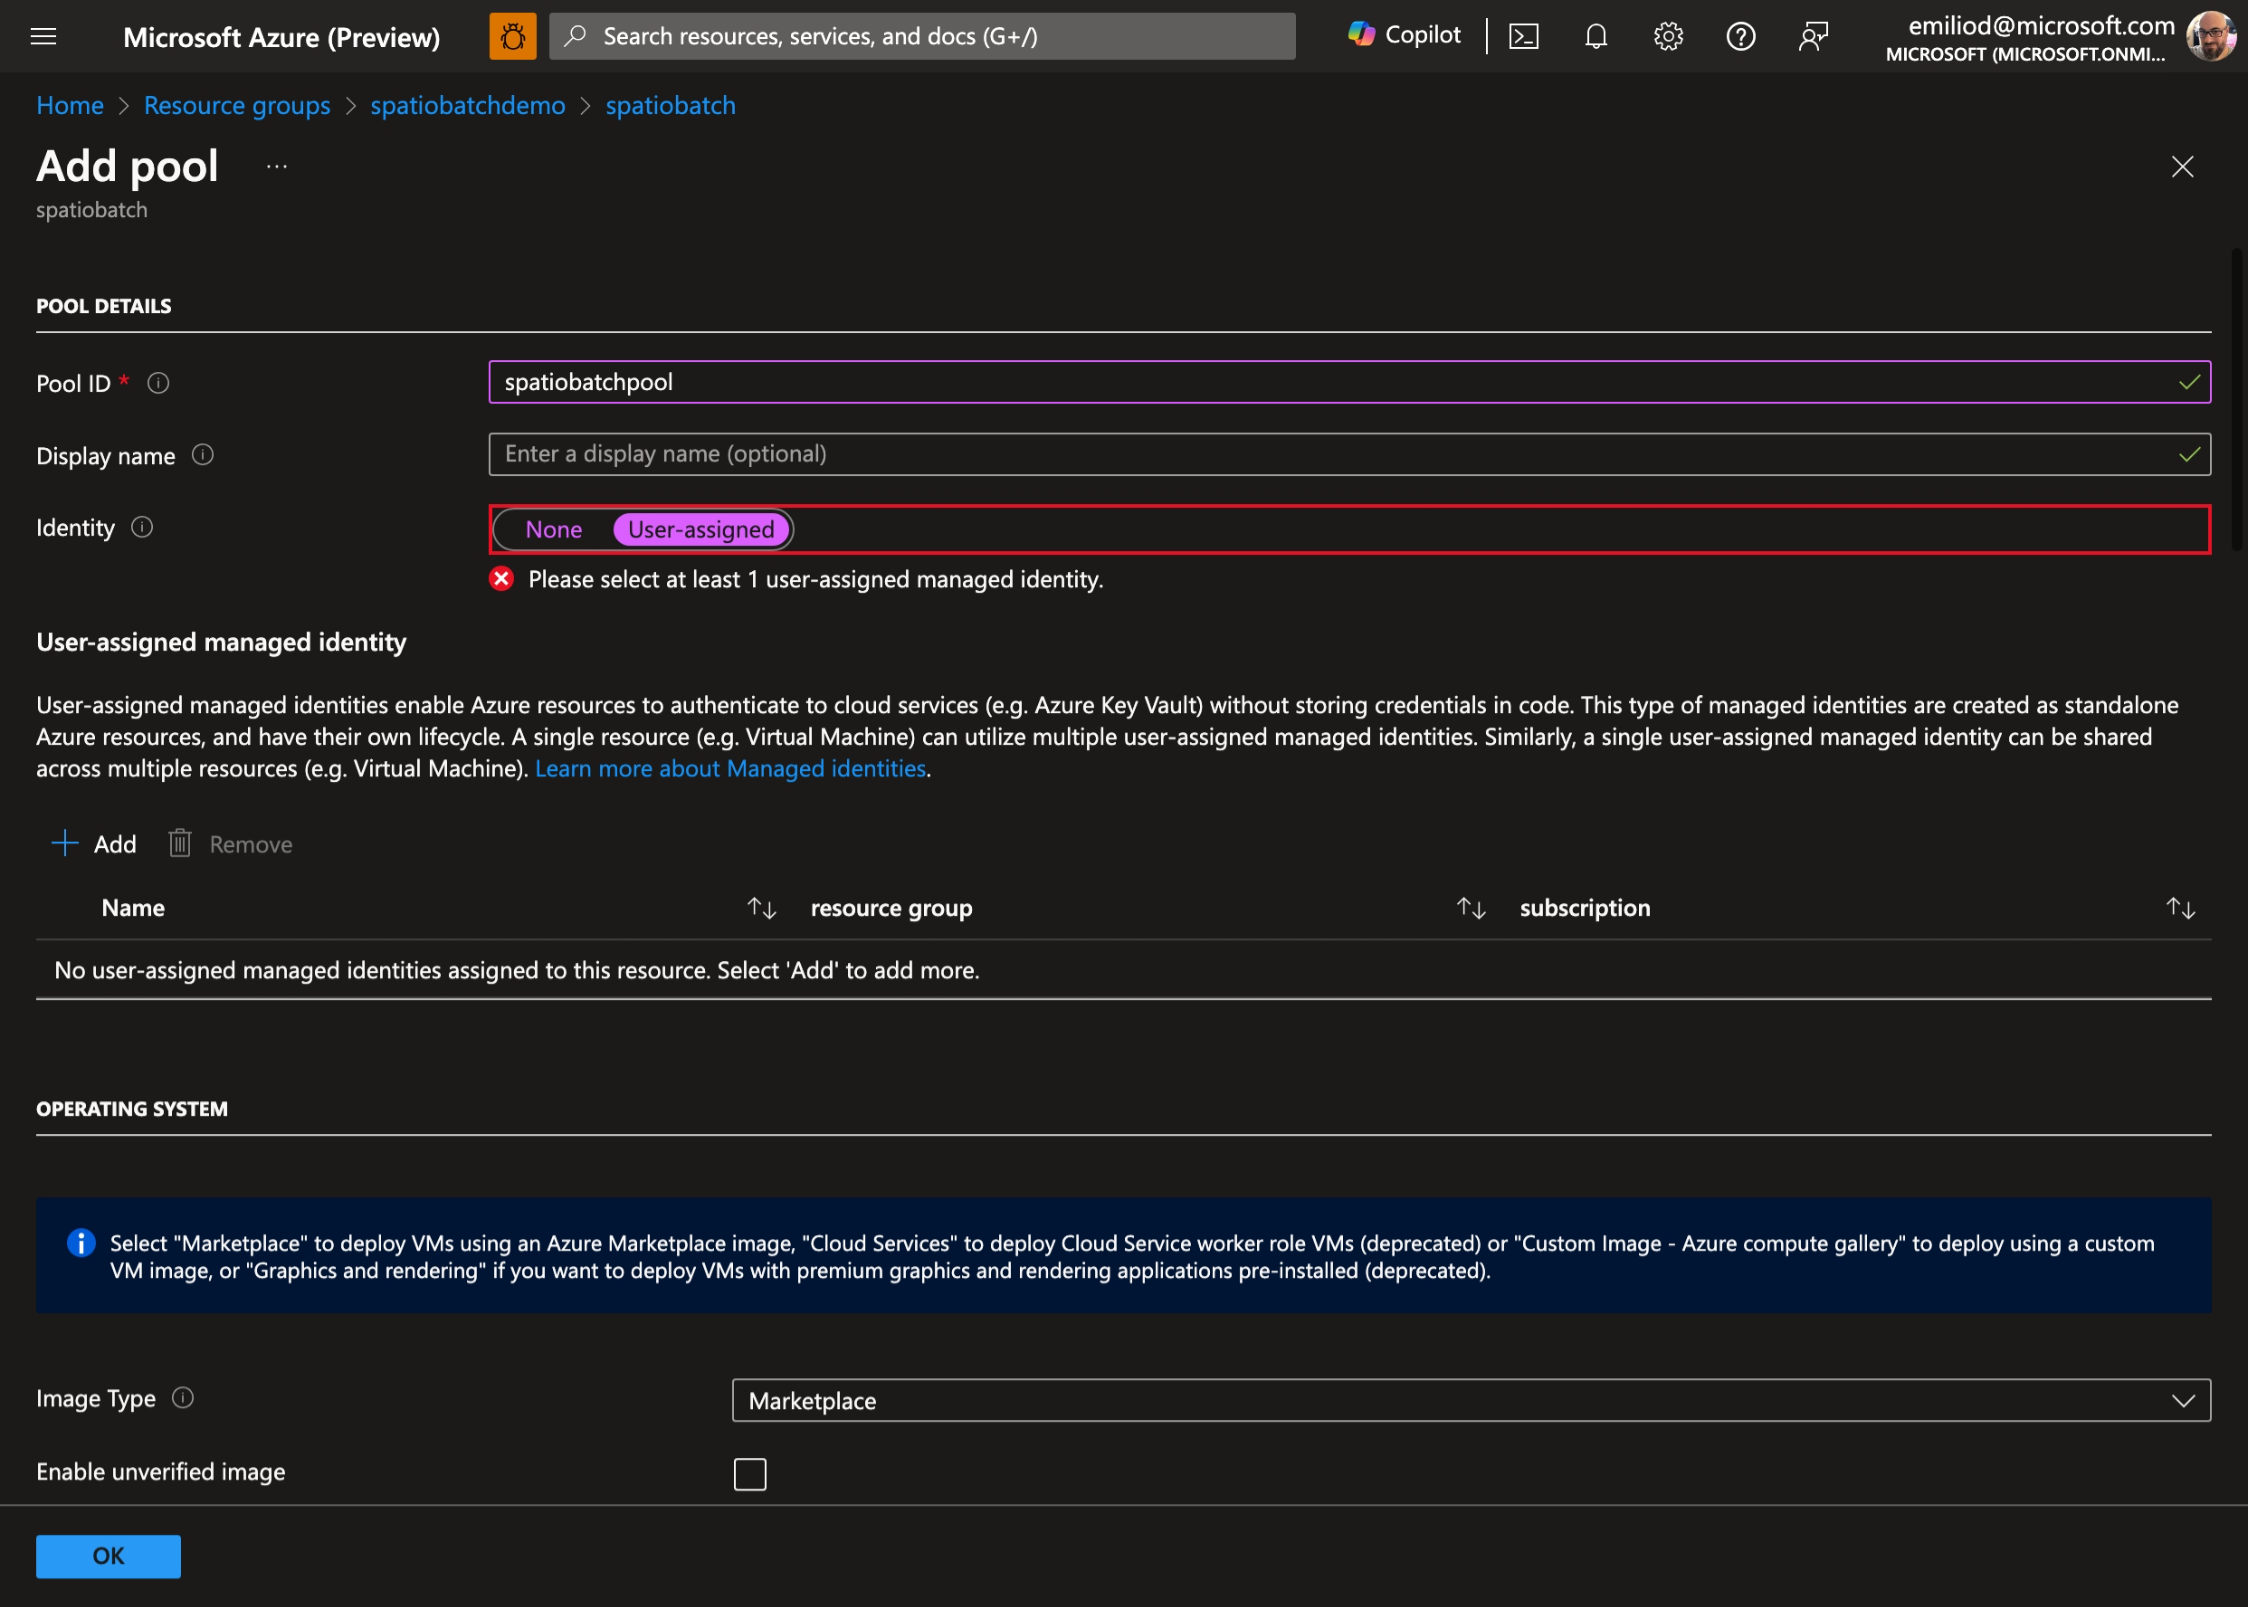 Microsoft Azure (Preview)
Search resources, services, and docs (G+/)
Copilot
emiliod@microsoft.com
MICROSOFT (MICROSOFT.ONMI...
Home > Resource groups > spatiobatchdemo > spatiobatch
Add pool ...
spatiobatch
POOL DETAILS
Pool ID *
spatiobatchpool
Display name
Enter a display name (optional)
Identity
None
User-assigned
Please select at least 1 user-assigned managed identity.
User-assigned managed identity
User-assigned managed identities enable Azure resources to authenticate to cloud services (e.g. Azure Key Vault) without storing credentials in code. This type of managed identities are created as standalone
Azure resources, and have their own lifecycle. A single resource (e.g. Virtual Machine) can utilize multiple user-assigned managed identities. Similarly, a single user-assigned managed identity can be shared
across multiple resources (e.g. Virtual Machine). Learn more about Managed identities.
Add
Remove
Name
resource group
subscription
No user-assigned managed identities assigned to this resource. Select 'Add' to add more.
OPERATING SYSTEM
Select "Marketplace" to deploy VMs using an Azure Marketplace image, "Cloud Services" to deploy Cloud Service worker role VMs (deprecated) or "Custom Image - Azure compute gallery" to deploy using a custom
VM image, or "Graphics and rendering" if you want to deploy VMs with premium graphics and rendering applications pre-installed (deprecated).
Image Type
Marketplace
Enable unverified image
OK